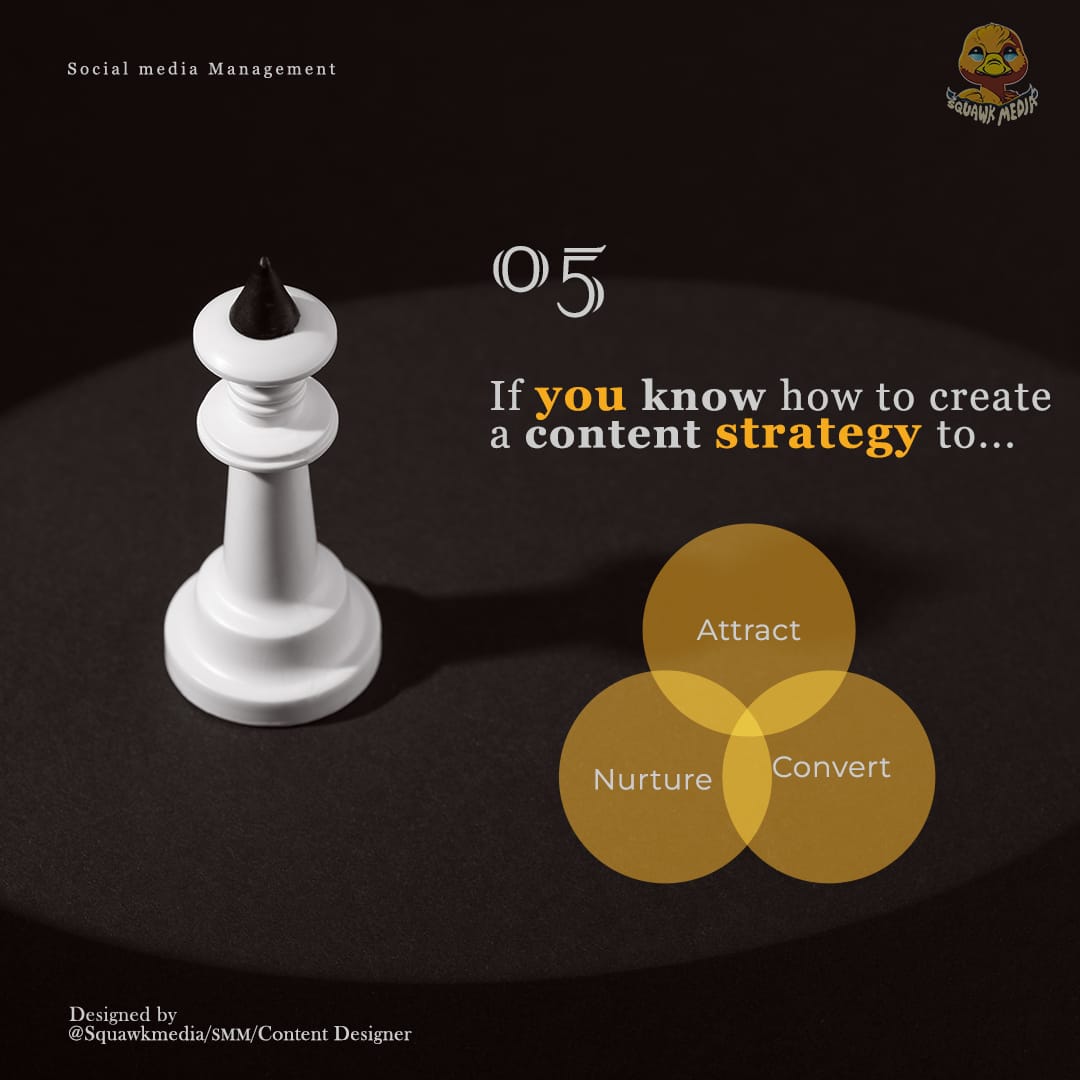 Social media Management
SQUAWK MEDIA
05
If you know how to create
a content strategy to...
Attract
Nurture
Convert
Designed by
@Squawkmedia/SMM/Content Designer